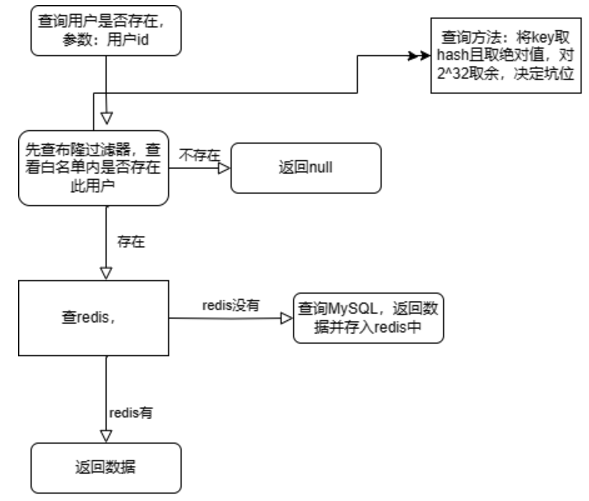 查询用户是否存在，
参数：用户id
查询方法：将key取
hash且取绝对值，对
2^32取余，决定坑位
先查布隆过滤器，查
看白名单内是否存在
此用户
不存在
返回null
存在
查redis，
redis没有
查询MySQL，返回数
据并存入redis中
redis有
返回数据